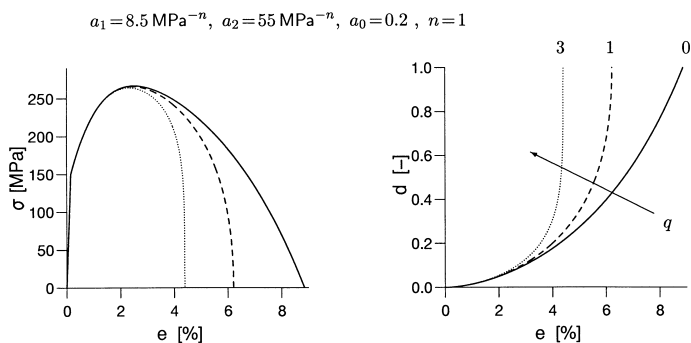 a₁=8.5 MPa⁻ⁿ, a₂=55 MPa⁻ⁿ, a₀=0.2 , n=1
σ [MPa]
250
200
150
100
50
0
0 2 4 6 8
e [%]
3 1 0
d [-]
1.0
0.8
0.6
0.4
0.2
0.0
q
0 2 4 6 8
e [%]